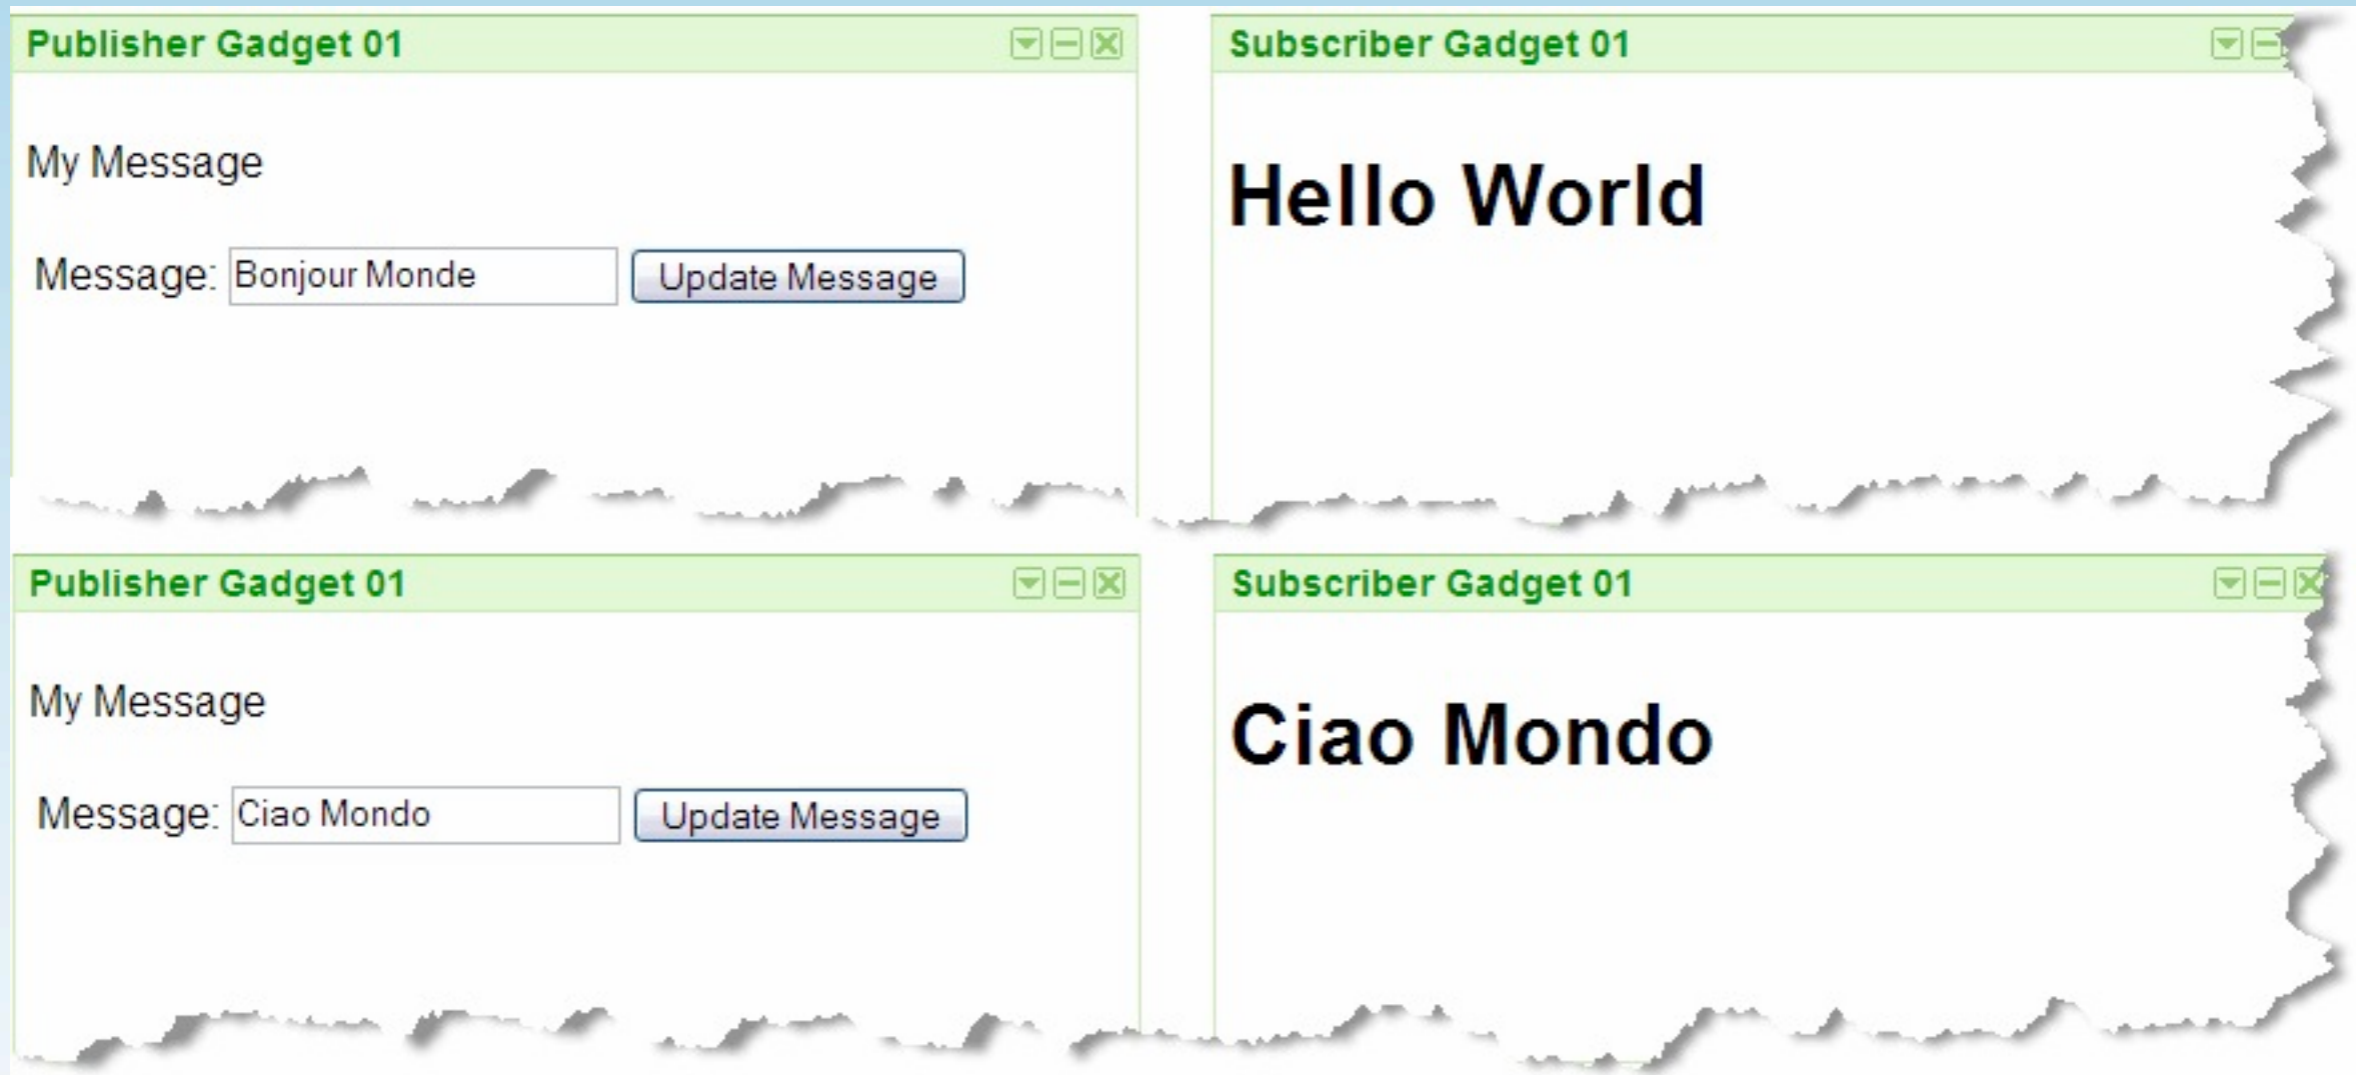 Publisher Gadget 01
My Message
Message: Bonjour Monde Update Message
Subscriber Gadget 01
Hello World
Publisher Gadget 01
My Message
Message: Ciao Mondo Update Message
Subscriber Gadget 01
Ciao Mondo